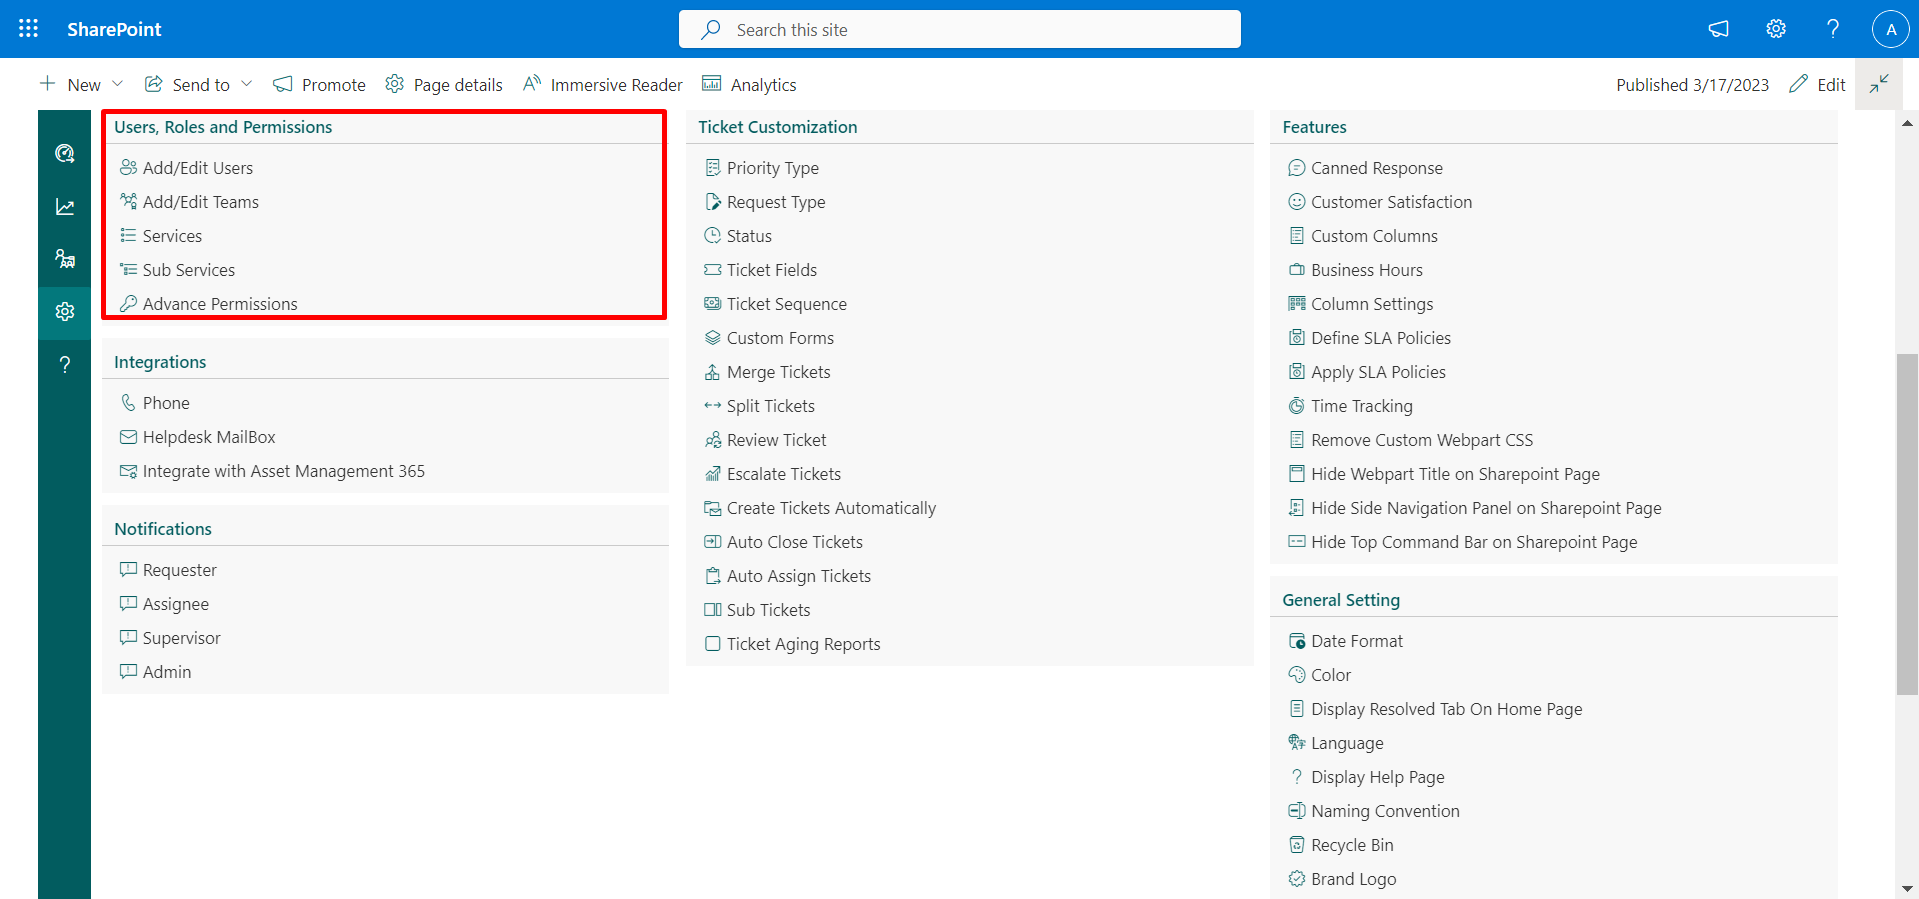 SharePoint
Search this site
A
New
Send to
Promote
Page details
Immersive Reader
Analytics
Published 3/17/2023
Edit
Users, Roles and Permissions
Add/Edit Users
Add/Edit Teams
Services
Sub Services
Advance Permissions
Integrations
Phone
Helpdesk MailBox
Integrate with Asset Management 365
Notifications
Requester
Assignee
Supervisor
Admin
Ticket Customization
Priority Type
Request Type
Status
Ticket Fields
Ticket Sequence
Custom Forms
Merge Tickets
Split Tickets
Review Ticket
Escalate Tickets
Create Tickets Automatically
Auto Close Tickets
Auto Assign Tickets
Sub Tickets
Ticket Aging Reports
Features
Canned Response
Customer Satisfaction
Custom Columns
Business Hours
Column Settings
Define SLA Policies
Apply SLA Policies
Time Tracking
Remove Custom Webpart CSS
Hide Webpart Title on Sharepoint Page
Hide Side Navigation Panel on Sharepoint Page
Hide Top Command Bar on Sharepoint Page
General Setting
Date Format
Color
Display Resolved Tab On Home Page
Language
Display Help Page
Naming Convention
Recycle Bin
Brand Logo